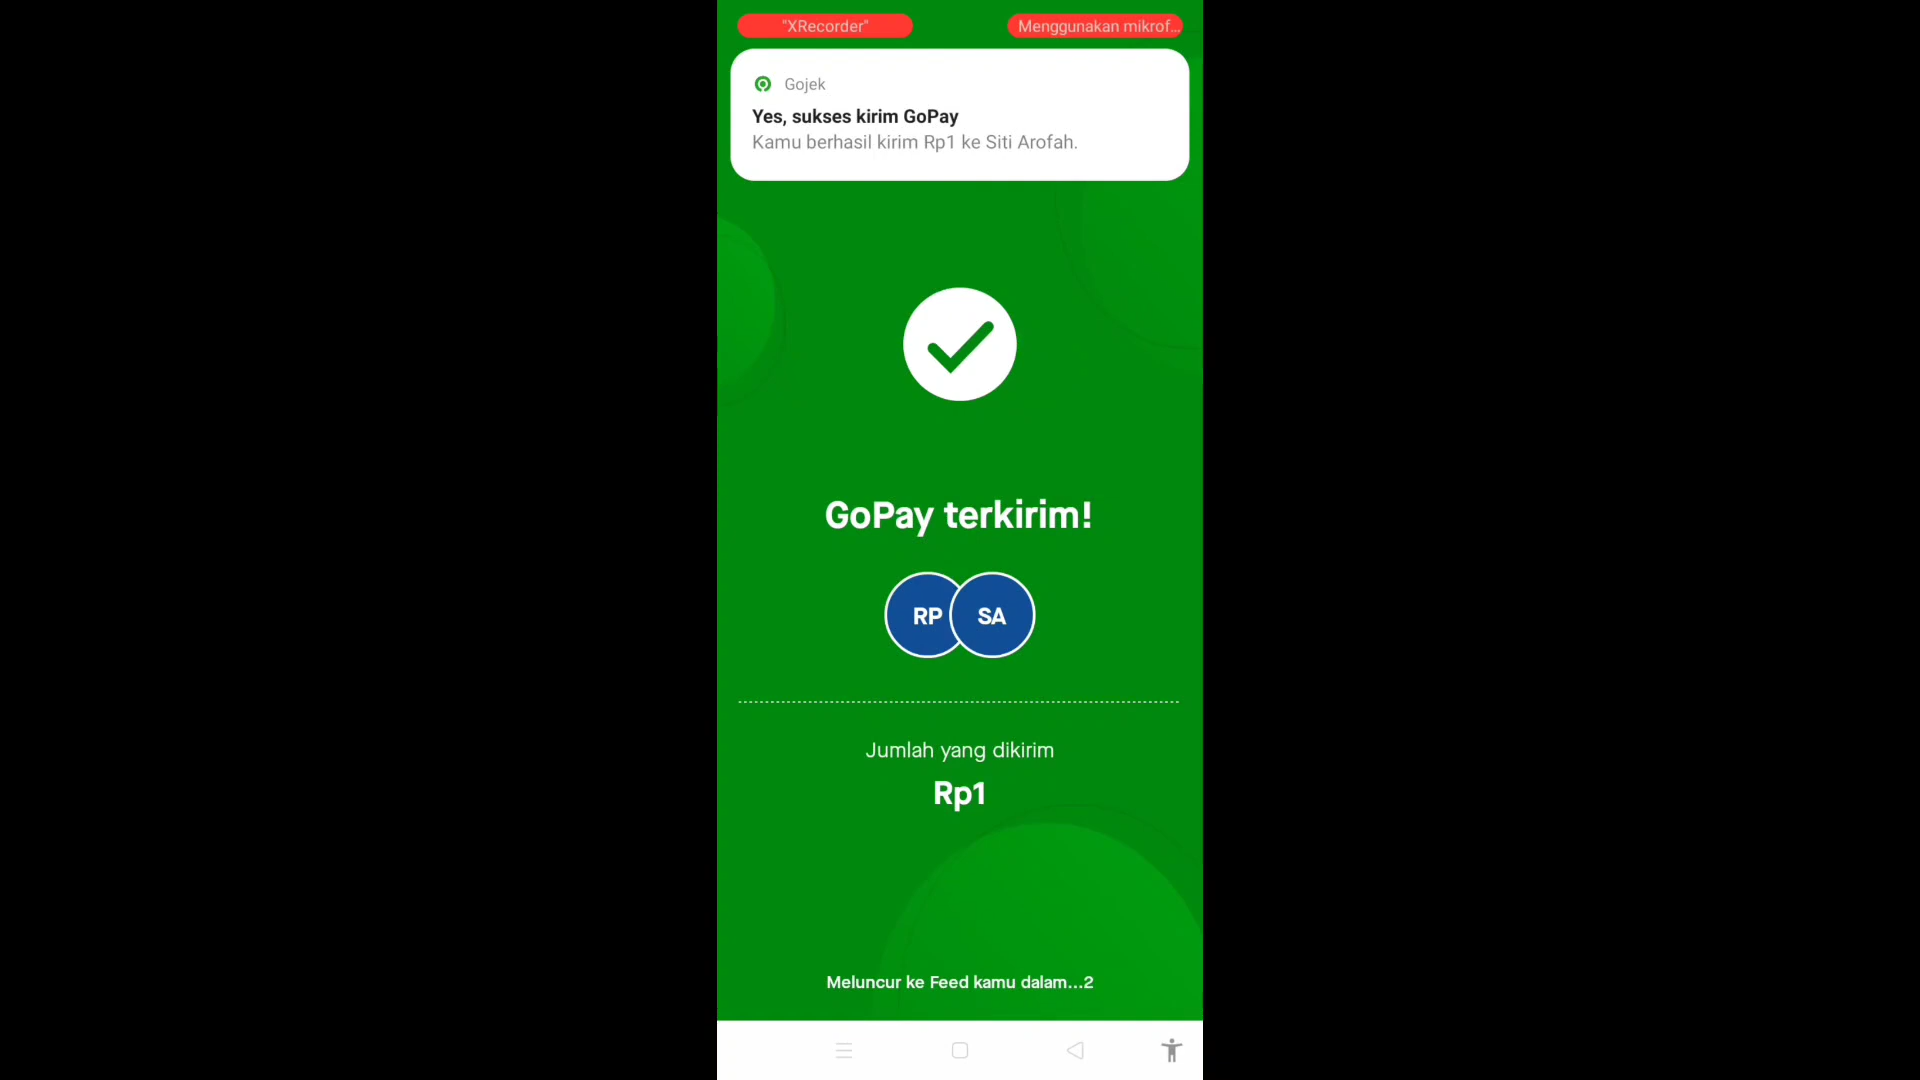 "XRecorder"
Menggunakan mikrof...
Gojek
Yes, sukses kirim GoPay
Kamu berhasil kirim Rp1 ke Siti Arofah.
GoPay terkirim!
RP
SA
Jumlah yang dikirim
Rp1
Meluncur ke Feed kamu dalam...2